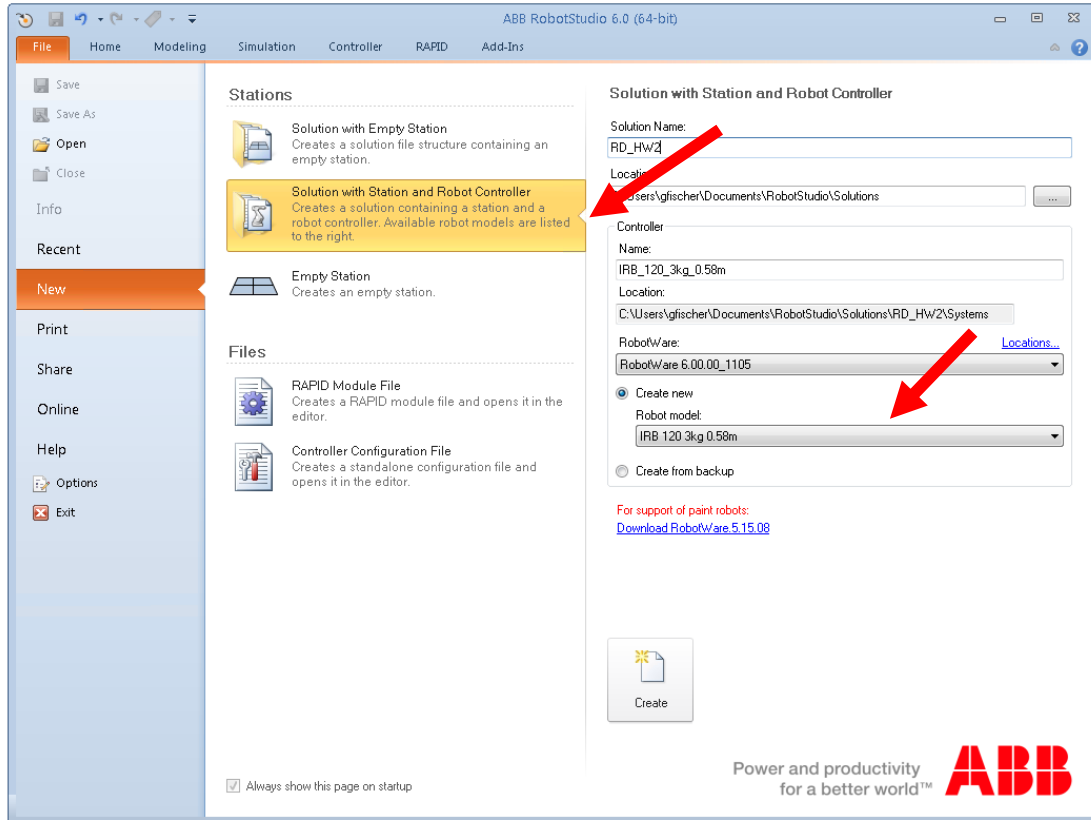 ABB RobotStudio 6.0 (64-bit)
File Home Modeling Simulation Controller RAPID Add-Ins
Save
Save As
Open
Close
Info
Recent
New
Print
Share
Online
Help
Options
Exit
Stations
Solution with Empty Station
Creates a solution file structure containing an
empty station.
Solution with Station and Robot Controller
Creates a solution containing a station and a
robot controller. Available robot models are listed
to the right.
Empty Station
Creates an empty station.
Files
RAPID Module File
Creates a RAPID module file and opens it in the
editor.
Controller Configuration File
Creates a standalone configuration file and
opens it in the editor.
Always show this page on startup
Solution with Station and Robot Controller
Solution Name:
RD_HW2
sers\gfischer\Documents\RobotStudio\Solutions
...
Controller
Name:
IRB_120_3kg_0.58m
Location:
C:\Users\gfischer\Documents\RobotStudio\Solutions\RD_HW2\Systems
RobotWare: Locations...
RobotWare 6.00.00_1105
Create new
Robot model:
IRB 120 3kg 0.58m
Create from backup
For support of paint robots:
Download RobotWare.5.15.08
Create
Power and productivity
for a better world™
ABB